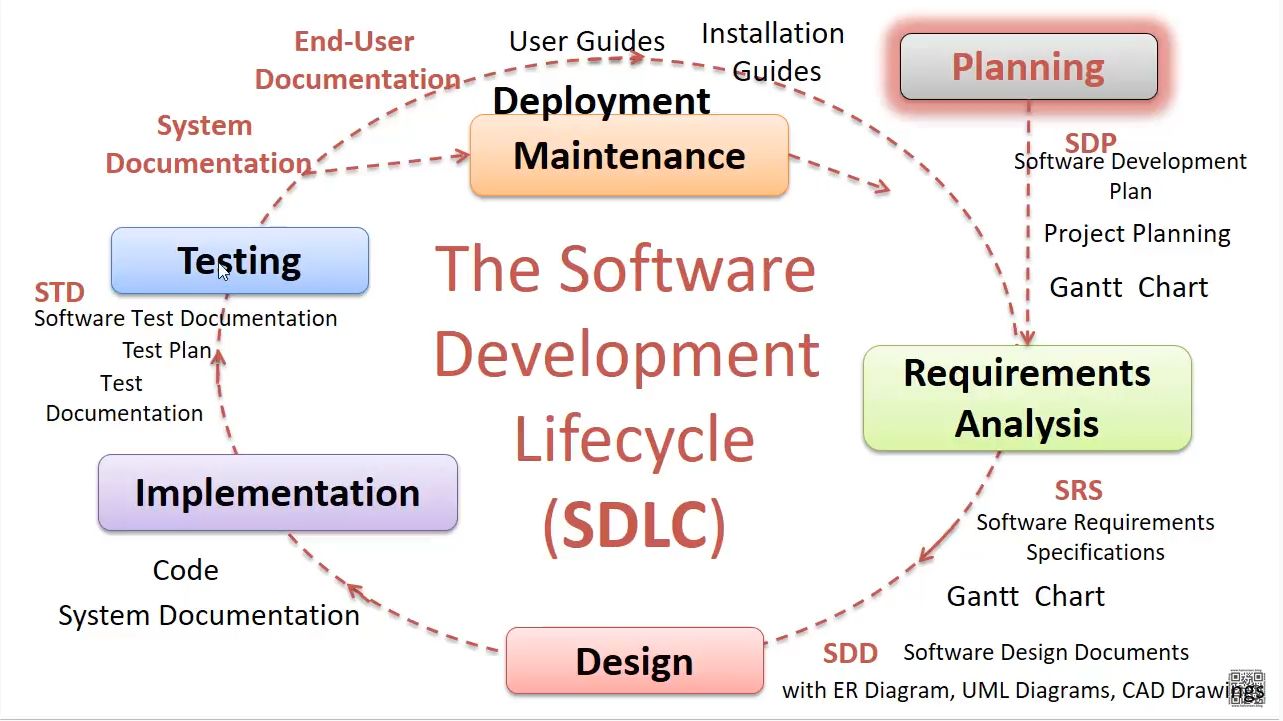 End-User
Documentation
User Guides
Installation
Guides
Planning
Deployment
Maintenance
System
Documentation
SDP
Software Development
Plan
Project Planning
Gantt Chart
Testing
The Software
Development
Lifecycle
(SDLC)
STD
Software Test Documentation
Test Plan
Test
Documentation
Requirements
Analysis
Implementation
SRS
Software Requirements
Specifications
Gantt Chart
Code
System Documentation
Design
SDD Software Design Documents
with ER Diagram, UML Diagrams, CAD Drawings